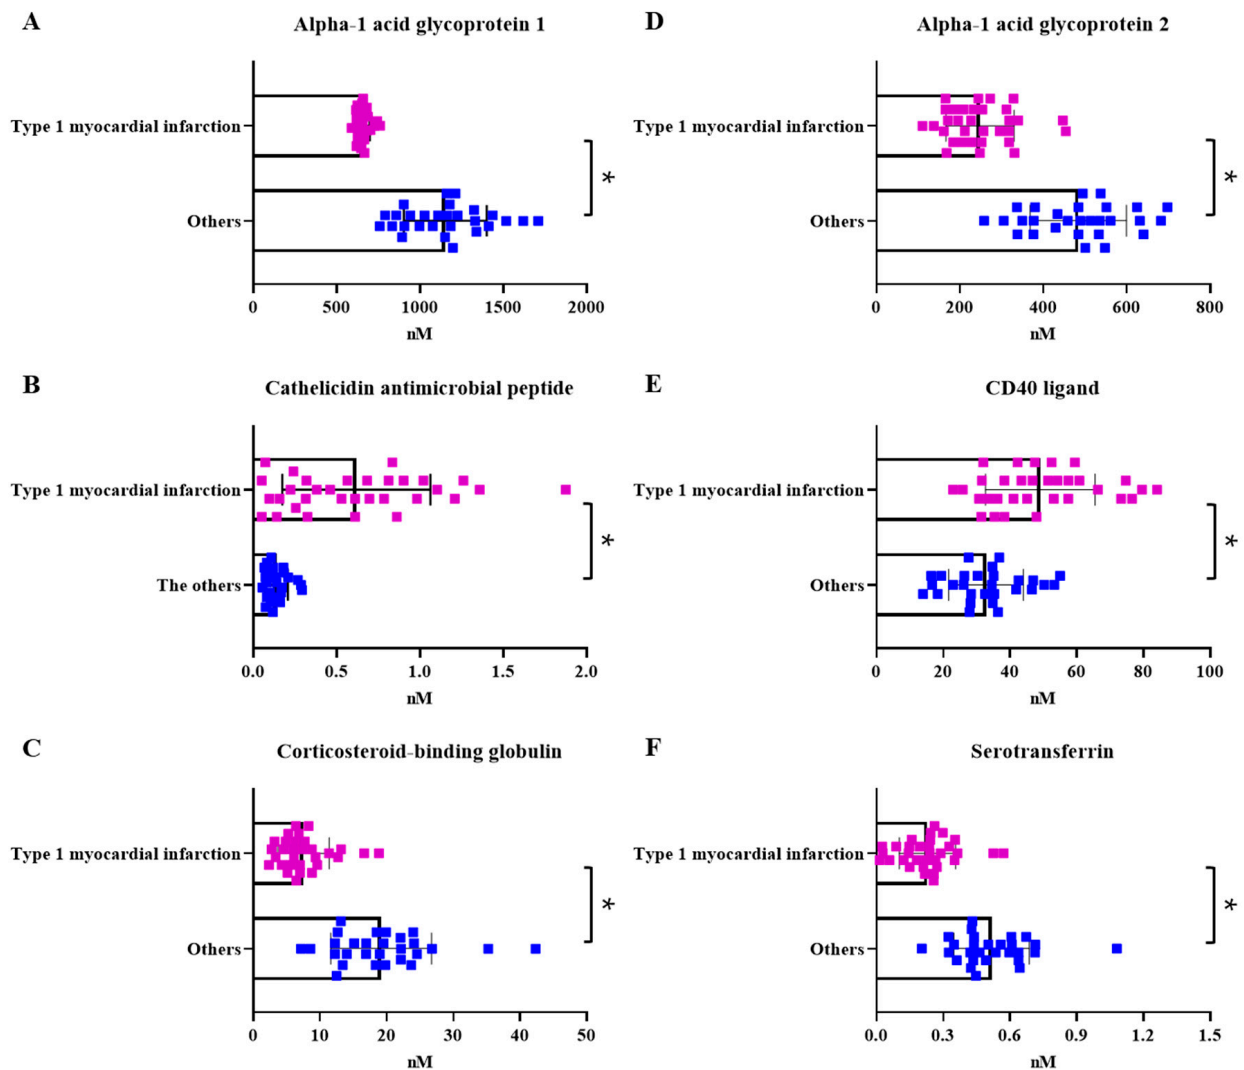 A
Alpha-1 acid glycoprotein 1
Type 1 myocardial infarction
*
Others
0 500 1000 1500 2000
nM
D
Alpha-1 acid glycoprotein 2
Type 1 myocardial infarction
*
Others
0 200 400 600 800
nM
B
Cathelicidin antimicrobial peptide
Type 1 myocardial infarction
*
The others
0.0 0.5 1.0 1.5 2.0
nM
E
CD40 ligand
Type 1 myocardial infarction
*
Others
0 20 40 60 80 100
nM
C
Corticosteroid-binding globulin
Type 1 myocardial infarction
*
Others
0 10 20 30 40 50
nM
F
Serotransferrin
Type 1 myocardial infarction
*
Others
0.0 0.3 0.6 0.9 1.2 1.5
nM